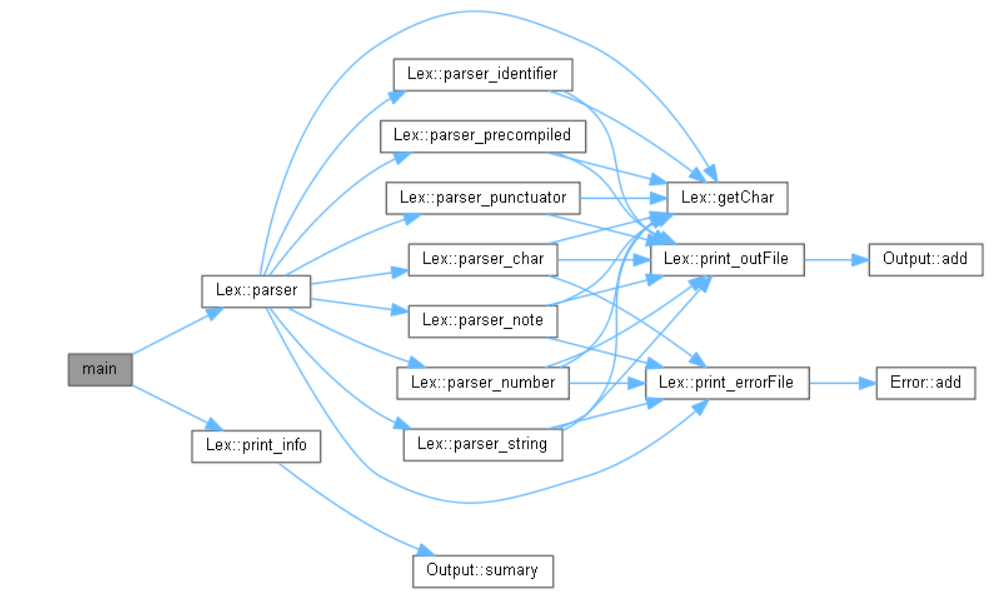 Lex::parser_identifier
Lex::parser_precompiled
Lex::parser_punctuator
Lex::getChar
Lex::parser_char
Lex::print_outFile
Output::add
Lex::parser
Lex::parser_note
main
Lex::parser_number
Lex::print_errorFile
Error::add
Lex::print_info
Lex::parser_string
Output::sumary